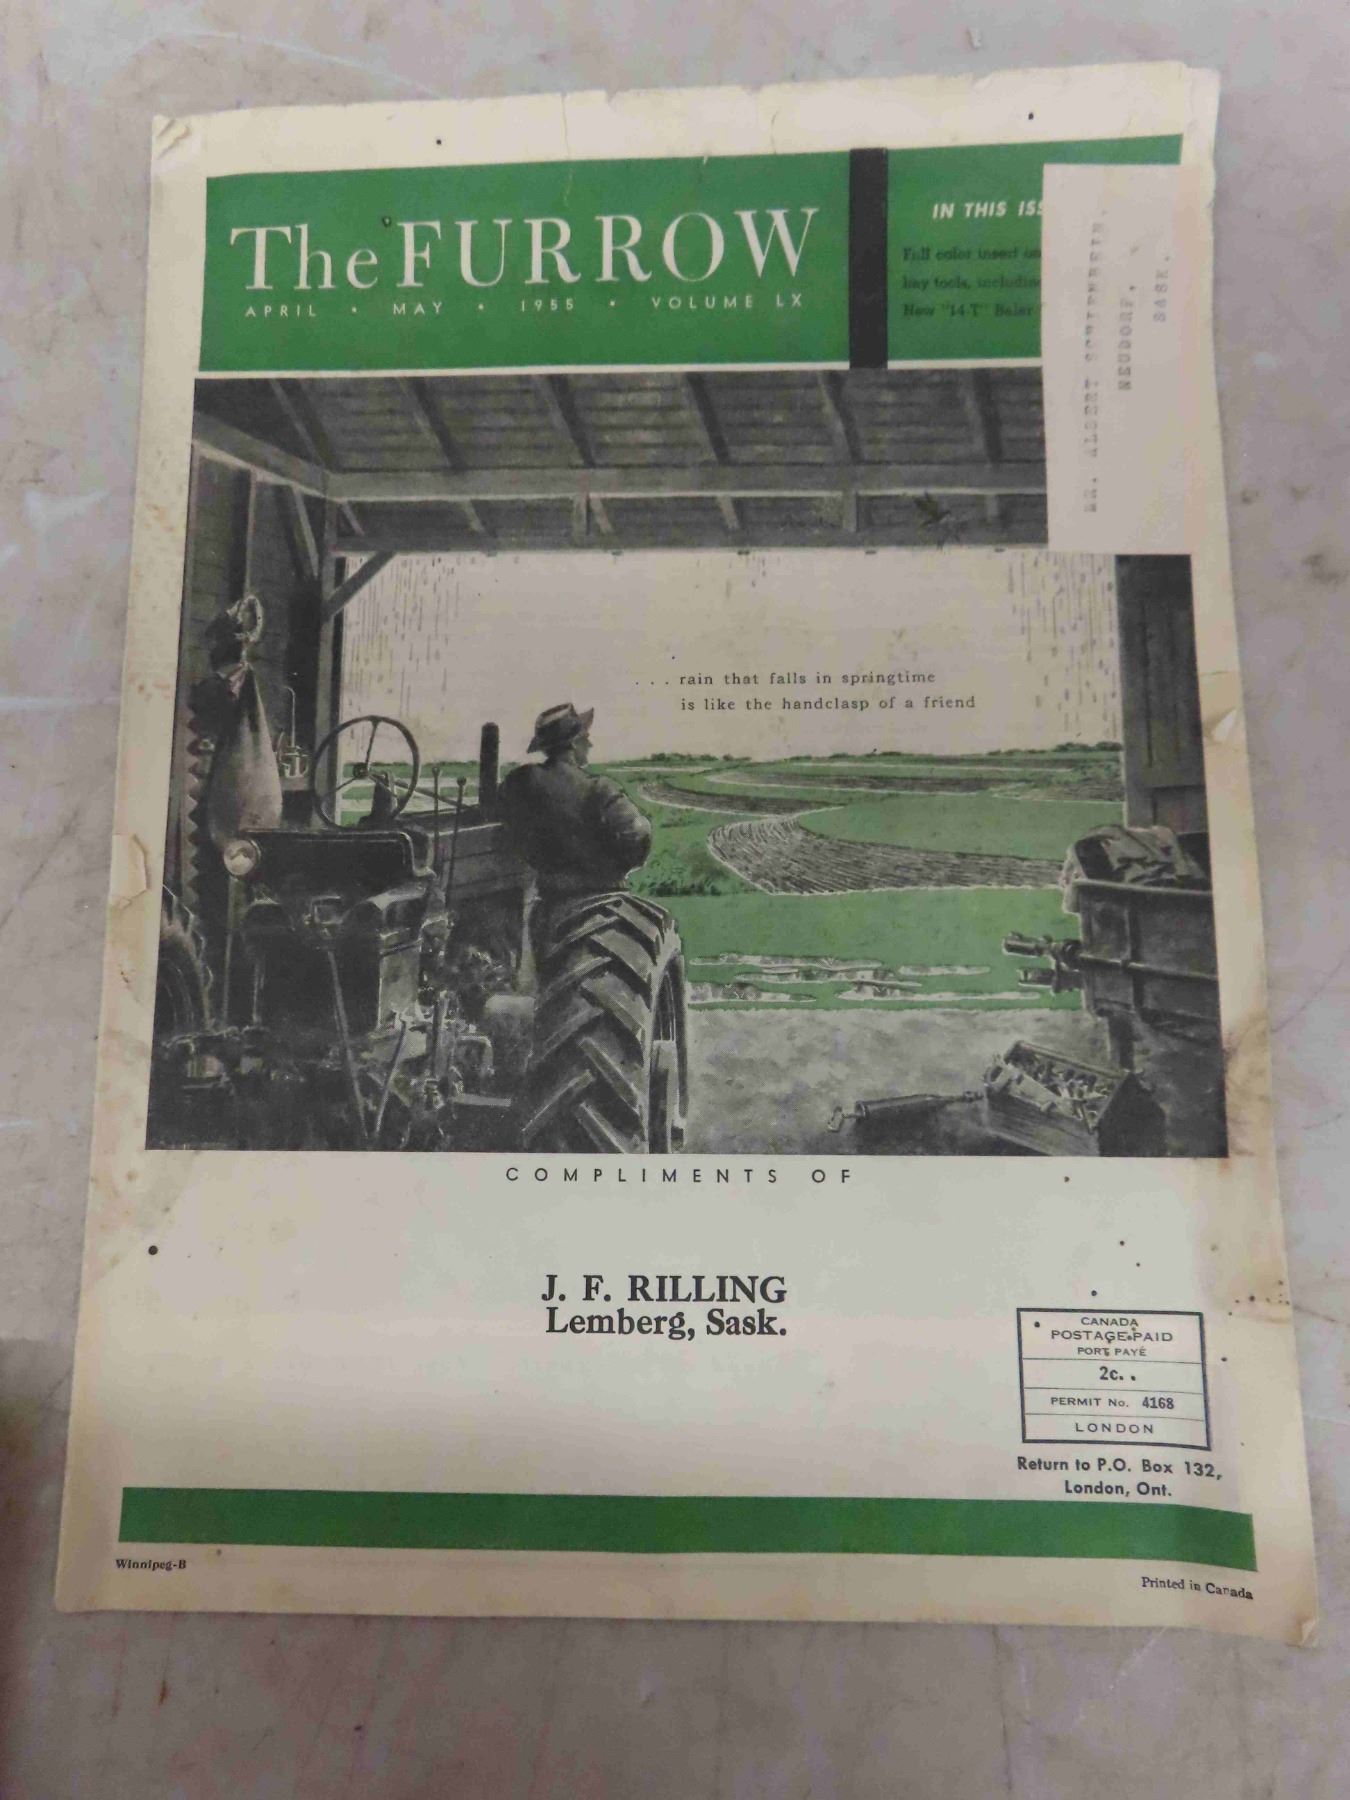 The FURROW
APRIL • MAY • 1955 • VOLUME LX
IN THIS ISS
Full color insert on
hay tools, including
New "14-T" Baler
MR. ALBERT
NEUDORF,
SASK.
. . . rain that falls in springtime
is like the handclasp of a friend
COMPLIMENTS OF
J. F. RILLING
Lemberg, Sask.
CANADA
POSTAGE PAID
PORT PAYÉ
2c.
PERMIT No. 4168
LONDON
Return to P.O. Box 132,
London, Ont.
Winnipeg-B
Printed in Canada